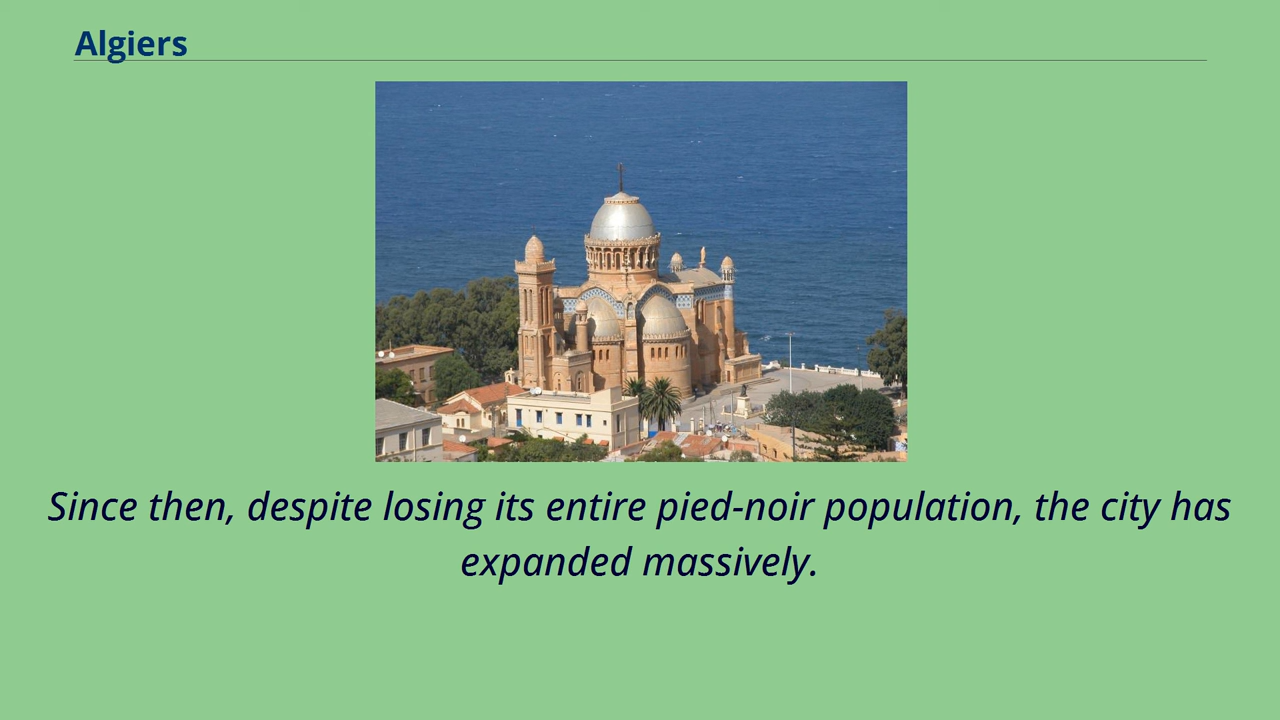 Algiers
Since then, despite losing its entire pied-noir population, the city has
expanded massively.